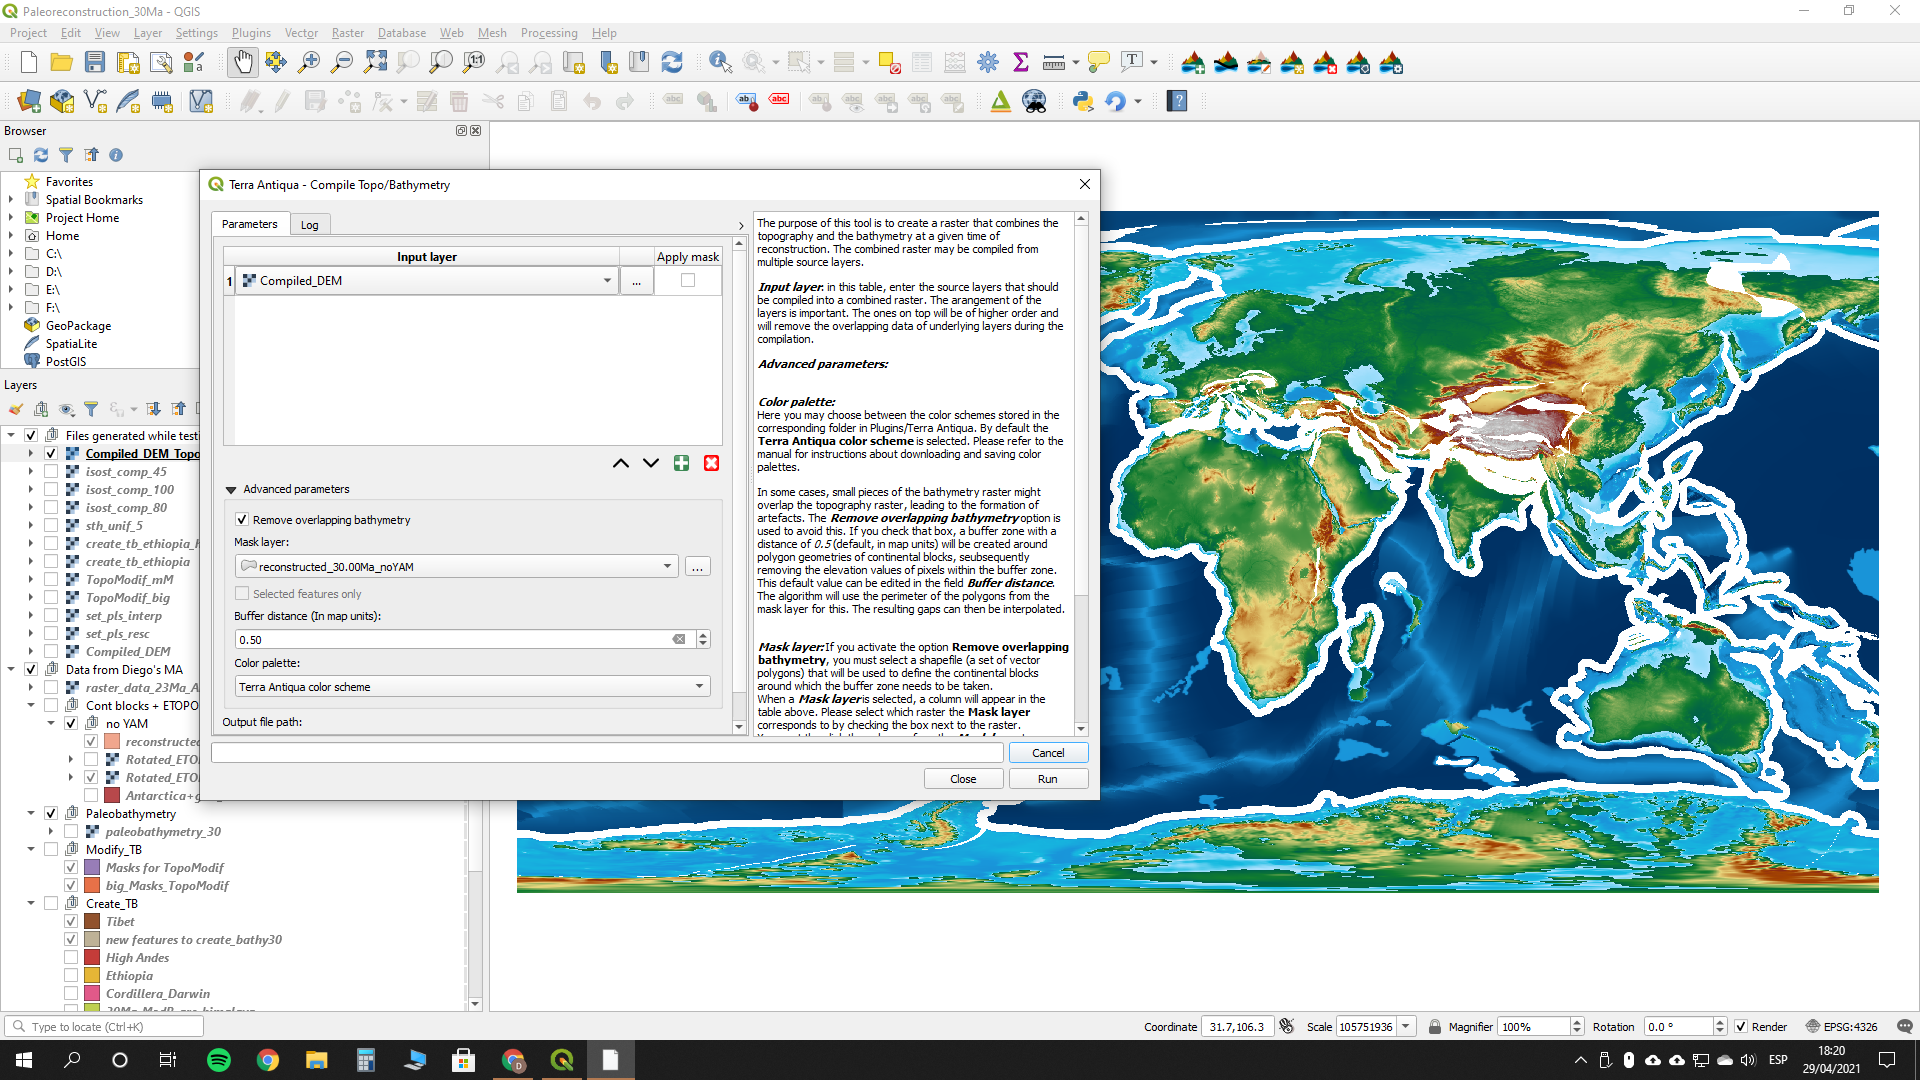 Paleoreconstruction_30Ma - QGIS
Project Edit View Layer Settings Plugins Vector Raster Database Web Mesh Processing Help
Browser
Favorites
Spatial Bookmarks
Project Home
Home
C:\
D:\
E:\
F:\
GeoPackage
SpatiaLite
PostGIS
Layers
Files generated while testi
Compiled_DEM_Topo
isost_comp_45
isost_comp_100
isost_comp_80
sth_unif_5
create_tb_ethiopia_h
create_tb_ethiopia
TopoModif_mM
TopoModif_big
set_pls_interp
set_pls_resc
Compiled_DEM
Data from Diego's MA
raster_data_23Ma_A
Cont blocks + ETOPO
no YAM
reconstructed
Rotated_ETO
Rotated_ETO
Antarctica+g
Paleobathymetry
paleobathymetry_30
Modify_TB
Masks for TopoModif
big_Masks_TopoModif
Create_TB
Tibet
new features to create_bathy30
High Andes
Ethiopia
Cordillera_Darwin
Terra Antiqua - Compile Topo/Bathymetry
Parameters
Log
Input layer
Apply mask
1 Compiled_DEM ...
Advanced parameters
Remove overlapping bathymetry
Mask layer:
reconstructed_30.00Ma_noYAM ...
Selected features only
Buffer distance (In map units):
0.50
Color palette:
Terra Antiqua color scheme
Output file path:
The purpose of this tool is to create a raster that combines the
topography and the bathymetry at a given time of
reconstruction. The combined raster may be compiled from
multiple source layers.
Input layer: in this table, enter the source layers that should
be compiled into a combined raster. The arangement of the
layers is important. The ones on top will be of higher order and
will remove the overlapping data of underlying layers during the
compilation.
Advanced parameters:
Color palette:
Here you may choose between the color schemes stored in the
corresponding folder in Plugins/Terra Antiqua. By default the
Terra Antiqua color scheme is selected. Please refer to the
manual for instructions about downloading and saving color
palettes.
In some cases, small pieces of the bathymetry raster might
overlap the topography raster, leading to the formation of
artefacts. The Remove overlapping bathymetry option is
used to avoid this. If you check that box, a buffer zone with a
distance of 0.5 (default, in map units) will be created around
polygon geometries of continental blocks, seubsequently
removing the elevation values of pixels within the buffer zone.
This default value can be edited in the field Buffer distance.
The algorithm will use the perimeter of the polygons from the
mask layer for this. The resulting gaps can then be interpolated.
Mask layer: If you activate the option Remove overlapping
bathymetry, you must select a shapefile (a set of vector
polygons) that will be used to define the continental blocks
around which the buffer zone needs to be taken.
When a Mask layer is selected, a column will appear in the
table above. Please select which raster the Mask layer
corresponds to by checking the box next to the raster.
Cancel
Close
Run
Type to locate (Ctrl+K)
Coordinate 31.7,106.3 Scale 105751936 Magnifier 100% Rotation 0.0 ° Render EPSG:4326
ESP
18:20
29/04/2021